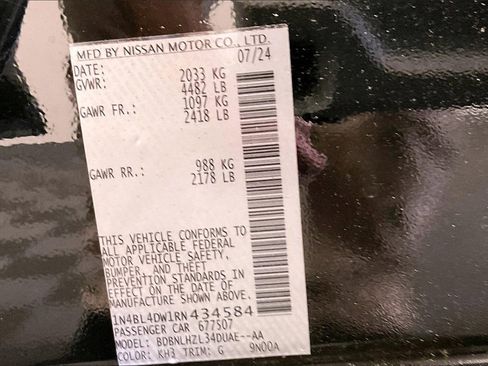 MFD BY NISSAN MOTOR CO., LTD.
DATE: 07/24
GVWR: 2033 KG
4482 LB
GAWR FR.: 1097 KG
2418 LB
GAWR RR.: 988 KG
2178 LB
THIS VEHICLE CONFORMS TO
ALL APPLICABLE FEDERAL
MOTOR VEHICLE SAFETY,
BUMPER, AND THEFT
PREVENTION STANDARDS IN
EFFECT ON THE DATE OF
MANUFACTURE SHOWN ABOVE.
1N4BL4DW1RN434584
PASSENGER CAR 677507
MODEL: BDBNLHZL34DUAE--AA
COLOR: KH3 TRIM: G 9N00A